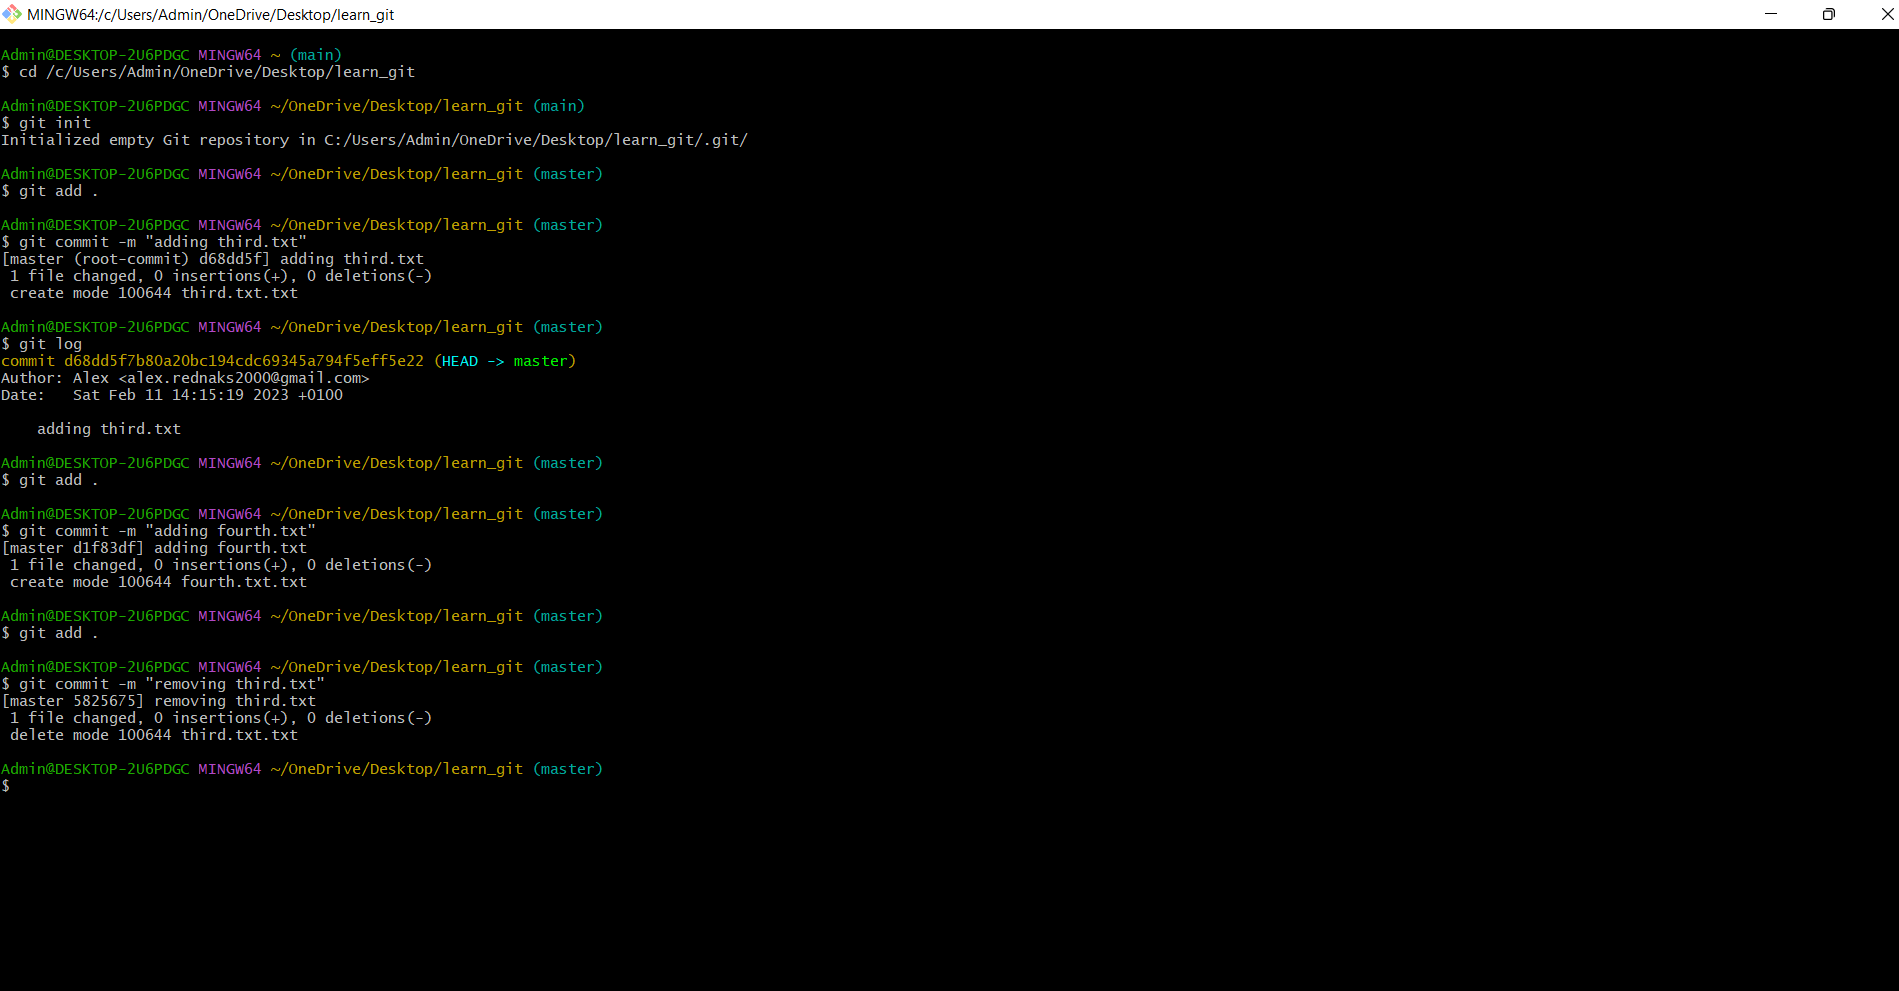 MINGW64:/c/Users/Admin/OneDrive/Desktop/learn_git
Admin@DESKTOP-2U6PDGC MINGW64 ~ (main)
$ cd /c/Users/Admin/OneDrive/Desktop/learn_git
Admin@DESKTOP-2U6PDGC MINGW64 ~/OneDrive/Desktop/learn_git (main)
$ git init
Initialized empty Git repository in C:/Users/Admin/OneDrive/Desktop/learn_git/.git/
Admin@DESKTOP-2U6PDGC MINGW64 ~/OneDrive/Desktop/learn_git (master)
$ git add .
Admin@DESKTOP-2U6PDGC MINGW64 ~/OneDrive/Desktop/learn_git (master)
$ git commit -m "adding third.txt"
[master (root-commit) d68dd5f] adding third.txt
 1 file changed, 0 insertions(+), 0 deletions(-)
 create mode 100644 third.txt.txt
Admin@DESKTOP-2U6PDGC MINGW64 ~/OneDrive/Desktop/learn_git (master)
$ git log
commit d68dd5f7b80a20bc194cdc69345a794f5eff5e22 (HEAD -> master)
Author: Alex <alex.rednaks2000@gmail.com>
Date:   Sat Feb 11 14:15:19 2023 +0100
    adding third.txt
Admin@DESKTOP-2U6PDGC MINGW64 ~/OneDrive/Desktop/learn_git (master)
$ git add .
Admin@DESKTOP-2U6PDGC MINGW64 ~/OneDrive/Desktop/learn_git (master)
$ git commit -m "adding fourth.txt"
[master d1f83df] adding fourth.txt
 1 file changed, 0 insertions(+), 0 deletions(-)
 create mode 100644 fourth.txt.txt
Admin@DESKTOP-2U6PDGC MINGW64 ~/OneDrive/Desktop/learn_git (master)
$ git add .
Admin@DESKTOP-2U6PDGC MINGW64 ~/OneDrive/Desktop/learn_git (master)
$ git commit -m "removing third.txt"
[master 5825675] removing third.txt
 1 file changed, 0 insertions(+), 0 deletions(-)
 delete mode 100644 third.txt.txt
Admin@DESKTOP-2U6PDGC MINGW64 ~/OneDrive/Desktop/learn_git (master)
$